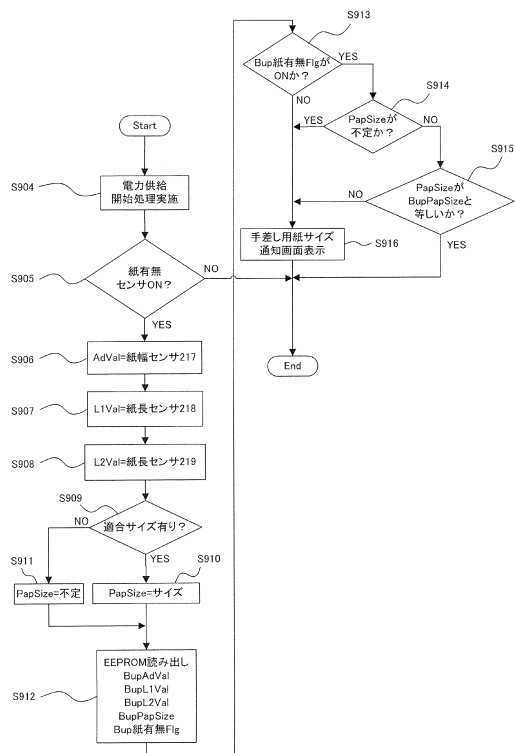 Start
S904
電力供給
開始処理実施
S905
紙有無
センサON？
NO
YES
S906
AdVal=紙幅センサ217
S907
L1Val=紙長センサ218
S908
L2Val=紙長センサ219
S909
適合サイズ有り？
NO
YES
S911
PapSize=不定
S910
PapSize=サイズ
S912
EEPROM読み出し
BupAdVal
BupL1Val
BupL2Val
BupPapSize
Bup紙有無Flg
S913
Bup紙有無Flgが
ONか？
YES
NO
S914
PapSizeが
不定か？
YES
NO
S915
PapSizeが
BupPapSizeと
等しいか？
NO
YES
手差し用紙サイズ
通知画面表示
S916
End